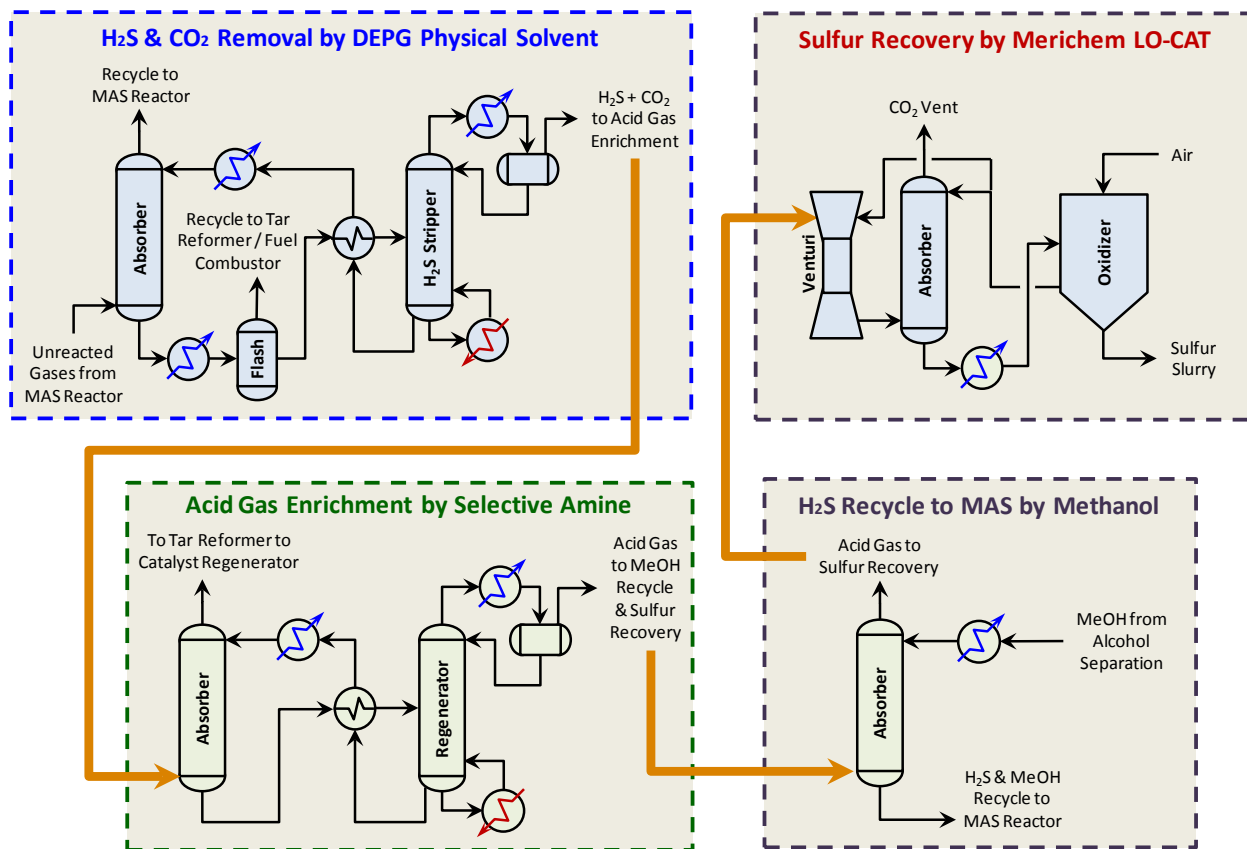 H₂S & CO₂ Removal by DEPG Physical Solvent
Recycle to
MAS Reactor
H₂S + CO₂
to Acid Gas
Enrichment
Absorber
Recycle to Tar
Reformer / Fuel
Combustor
H₂S Stripper
Flash
Unreacted
Gases from
MAS Reactor
Sulfur Recovery by Merichem LO-CAT
CO₂ Vent
Air
Venturi
Absorber
Oxidizer
Sulfur
Slurry
Acid Gas Enrichment by Selective Amine
To Tar Reformer to
Catalyst Regenerator
Acid Gas
to MeOH
Recycle
& Sulfur
Recovery
Absorber
Regenerator
H₂S Recycle to MAS by Methanol
Acid Gas to
Sulfur Recovery
MeOH from
Alcohol
Separation
Absorber
H₂S & MeOH
Recycle to
MAS Reactor